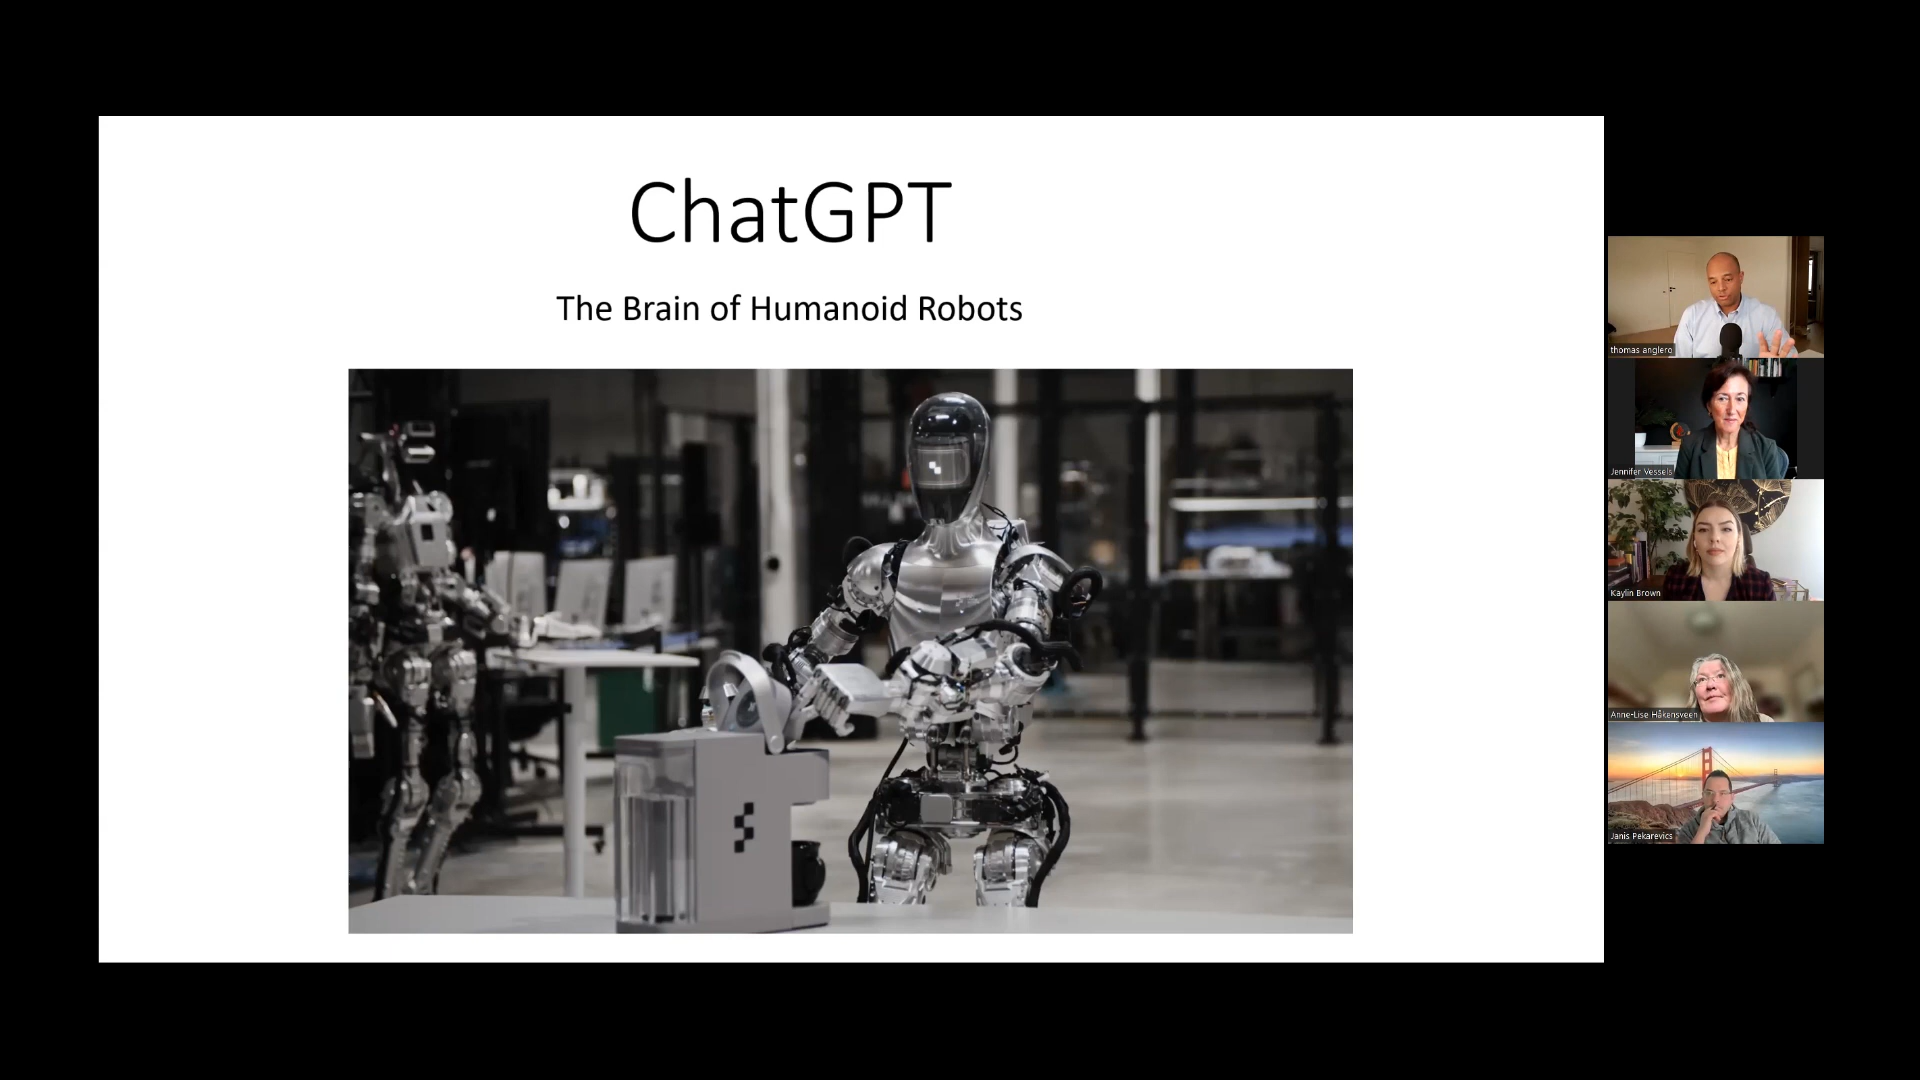 ChatGPT
The Brain of Humanoid Robots
thomas anglero
Jennifer Vessels
Kaylin Brown
Anne-Lise Håkensveen
Janis Pekarevics